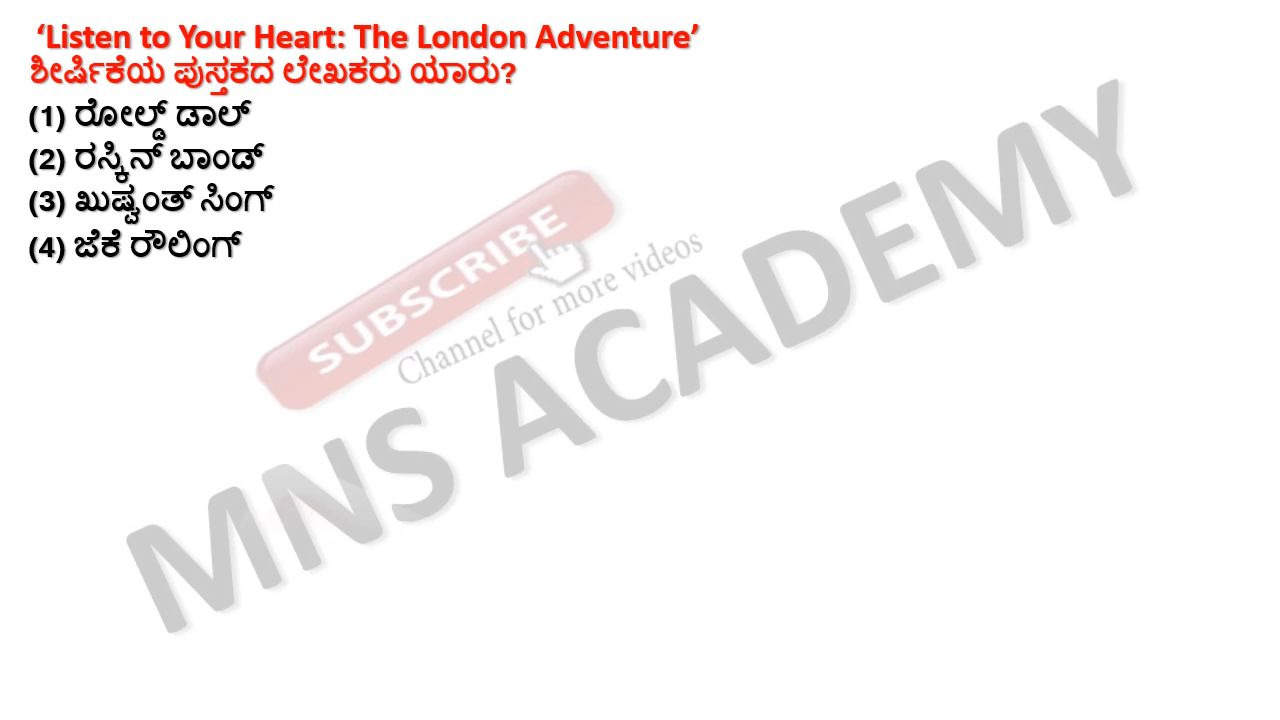 ‘Listen to Your Heart: The London Adventure’
ಶೀರ್ಷಿಕೆಯ ಪುಸ್ತಕದ ಲೇಖಕರು ಯಾರು?
(1) ರೋಲ್ಡ್ ಡಾಲ್
(2) ರಸ್ಕಿನ್ ಬಾಂಡ್
(3) ಖುಷ್ವಂತ್ ಸಿಂಗ್
(4) ಜೆಕೆ ರೌಲಿಂಗ್
SUBSCRIBE
Channel for more videos
MNS ACADEMY